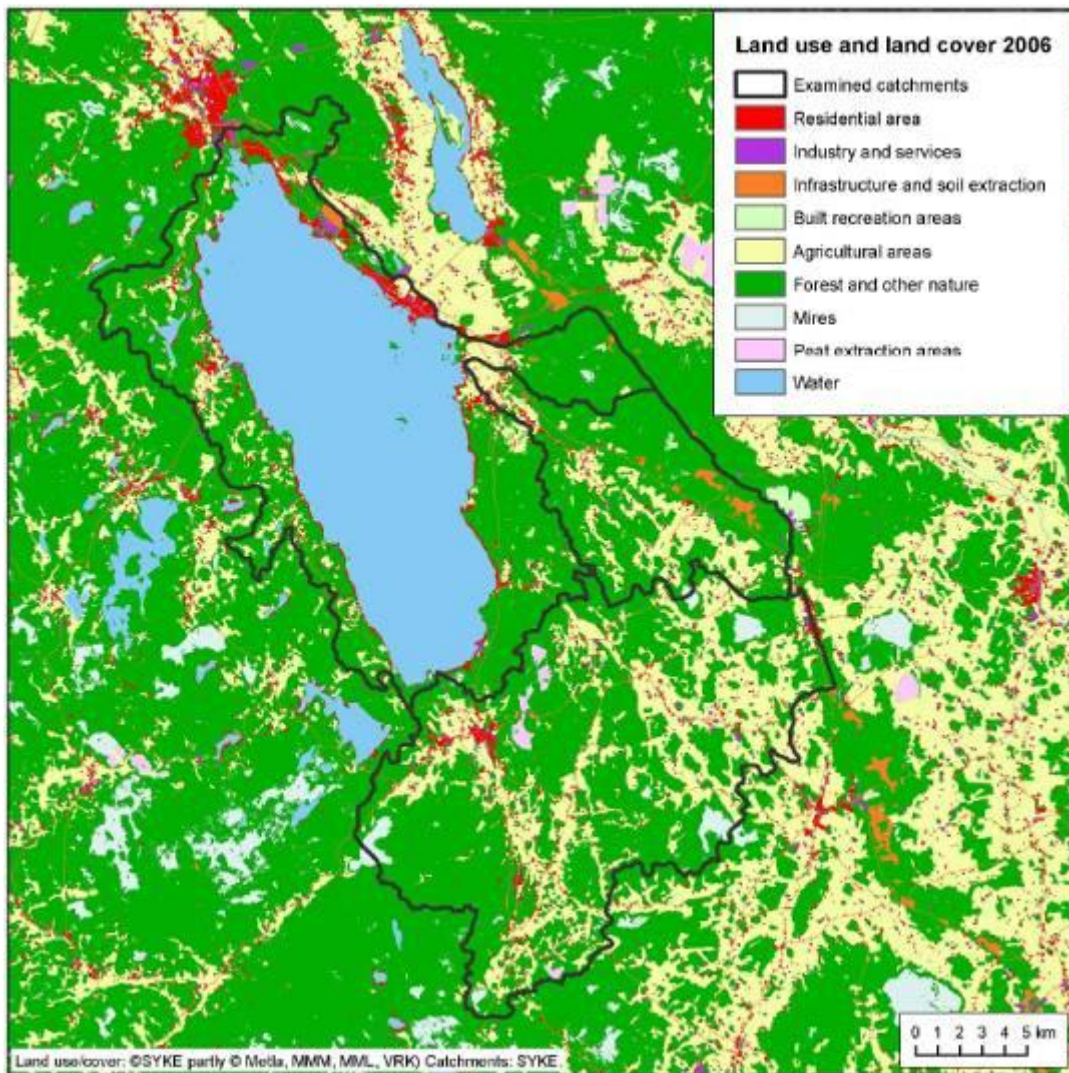 Land use and land cover 2006
Examined catchments
Residential area
Industry and services
Infrastructure and soil extraction
Built recreation areas
Agricultural areas
Forest and other nature
Mires
Peat extraction areas
Water
0 1 2 3 4 5 km
Land use/cover: ©SYKE partly © Metla, MMM, MML, VRK) Catchments: SYKE